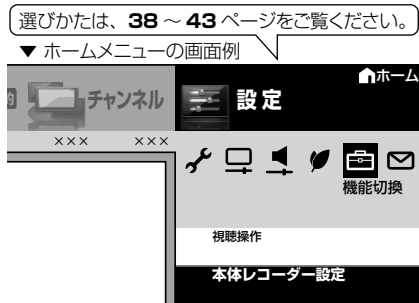 選びかたは、38 ～ 43 ページをご覧ください。
▼ ホームメニューの画面例
ホーム
チャンネル
設定
××× ×××
機能切換
視聴操作
本体レコーダー設定